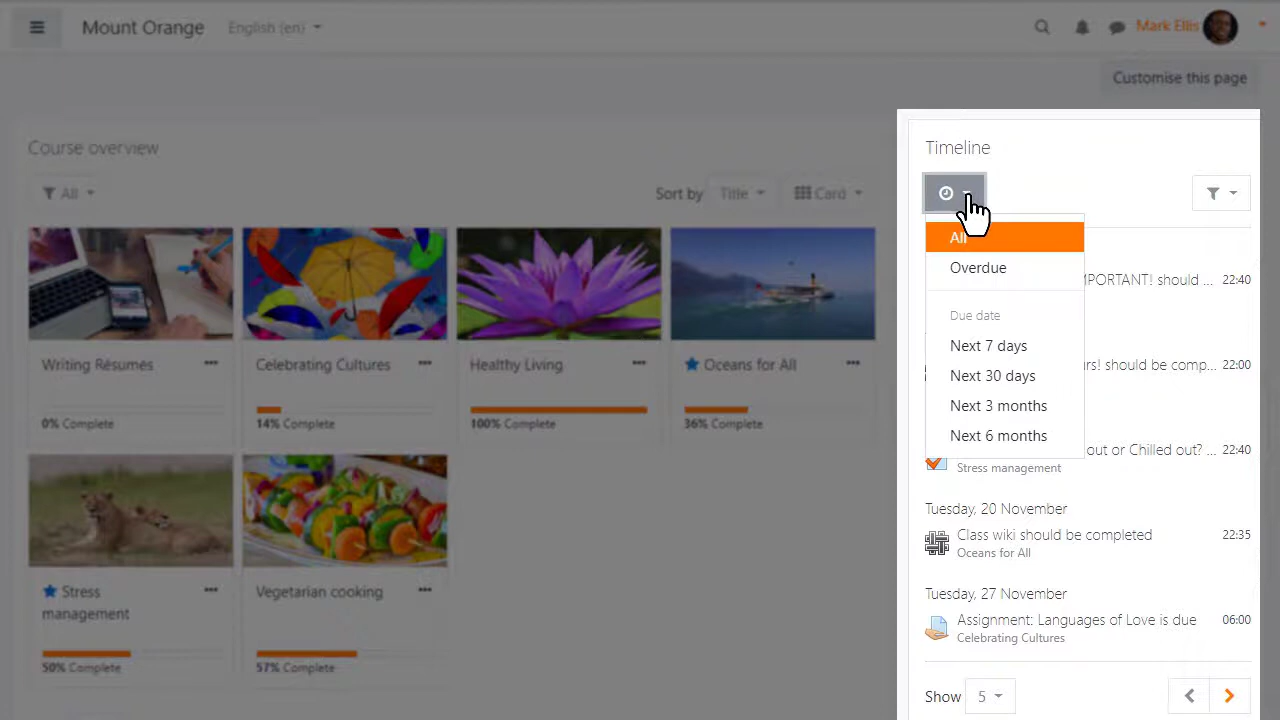 Mount Orange
English (en)
Mark Ellis
Customise this page
Course overview
All
Sort by
Title
Card
Writing Résumés
0% Complete
Celebrating Cultures
14% Complete
Healthy Living
100% Complete
Oceans for All
36% Complete
Stress
management
50% Complete
Vegetarian cooking
57% Complete
Timeline
All
Overdue
Due date
Next 7 days
Next 30 days
Next 3 months
Next 6 months
MPORTANT! should ... 22:40
rs! should be comp... 22:00
out or Chilled out? ... 22:40
Stress management
Tuesday, 20 November
Class wiki should be completed 22:35
Oceans for All
Tuesday, 27 November
Assignment: Languages of Love is due 06:00
Celebrating Cultures
Show 5